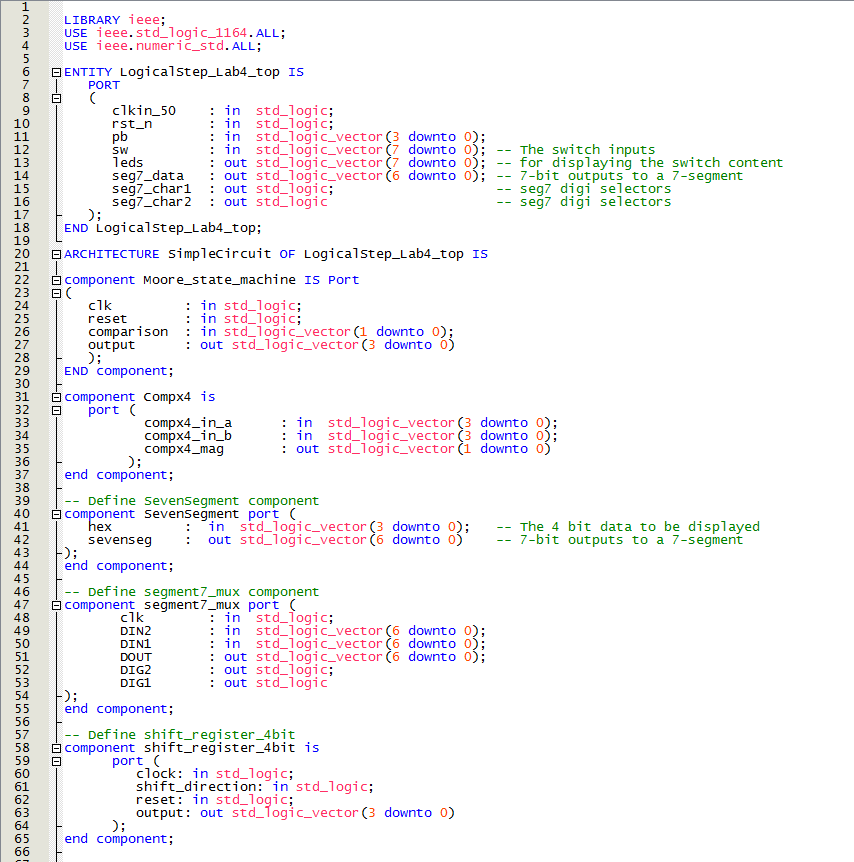 1
2 LIBRARY ieee;
3 USE ieee.std_logic_1164.ALL;
4 USE ieee.numeric_std.ALL;
5
6 ENTITY LogicalStep_Lab4_top IS
7 PORT
8 (
9 clkin_50 : in std_logic;
10 rst_n : in std_logic;
11 pb : in std_logic_vector(3 downto 0);
12 sw : in std_logic_vector(7 downto 0); -- The switch inputs
13 leds : out std_logic_vector(7 downto 0); -- for displaying the switch content
14 seg7_data : out std_logic_vector(6 downto 0); -- 7-bit outputs to a 7-segment
15 seg7_char1 : out std_logic; -- seg7 digi selectors
16 seg7_char2 : out std_logic -- seg7 digi selectors
17 );
18 END LogicalStep_Lab4_top;
19
20 ARCHITECTURE SimpleCircuit OF LogicalStep_Lab4_top IS
21
22 component Moore_state_machine IS Port
23 (
24 clk : in std_logic;
25 reset : in std_logic;
26 comparison : in std_logic_vector(1 downto 0);
27 output : out std_logic_vector(3 downto 0)
28 );
29 END component;
30
31 component Compx4 is
32 port (
33 compx4_in_a : in std_logic_vector(3 downto 0);
34 compx4_in_b : in std_logic_vector(3 downto 0);
35 compx4_mag : out std_logic_vector(1 downto 0)
36 );
37 end component;
38
39 -- Define SevenSegment component
40 component SevenSegment port (
41 hex : in std_logic_vector(3 downto 0); -- The 4 bit data to be displayed
42 sevenseg : out std_logic_vector(6 downto 0) -- 7-bit outputs to a 7-segment
43 );
44 end component;
45
46 -- Define segment7_mux component
47 component segment7_mux port (
48 clk : in std_logic;
49 DIN2 : in std_logic_vector(6 downto 0);
50 DIN1 : in std_logic_vector(6 downto 0);
51 DOUT : out std_logic_vector(6 downto 0);
52 DIG2 : out std_logic;
53 DIG1 : out std_logic
54 );
55 end component;
56
57 -- Define shift_register_4bit
58 component shift_register_4bit is
59 port (
60 clock: in std_logic;
61 shift_direction: in std_logic;
62 reset: in std_logic;
63 output: out std_logic_vector(3 downto 0)
64 );
65 end component;
66